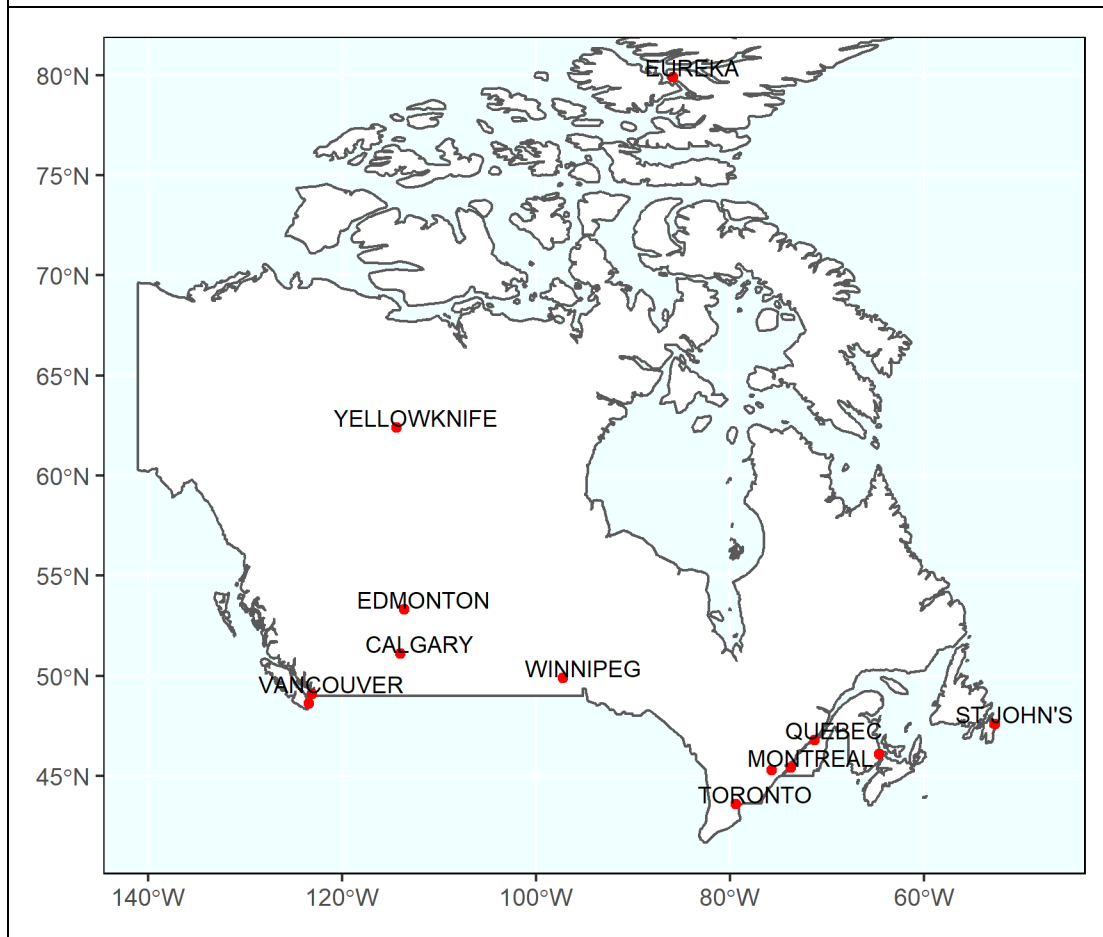 80°N
EUREKA
75°N
70°N
65°N
YELLOWKNIFE
60°N
55°N
EDMONTON
CALGARY
50°N
WINNIPEG
VANCOUVER
ST JOHN'S
QUEBEC
MONTREAL
45°N
TORONTO
140°W 120°W 100°W 80°W 60°W